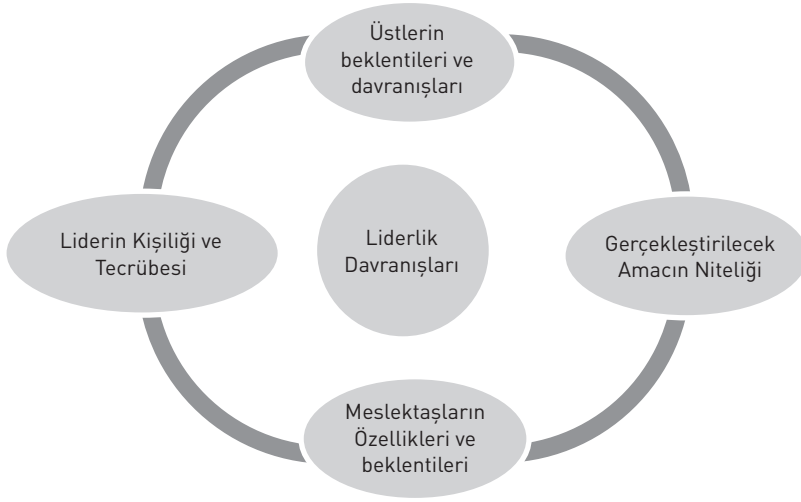 Üstlerin
beklentileri ve
davranışları
Liderin Kişiliği ve
Tecrübesi
Liderlik
Davranışları
Gerçekleştirilecek
Amacın Niteliği
Meslektaşların
Özellikleri ve
beklentileri